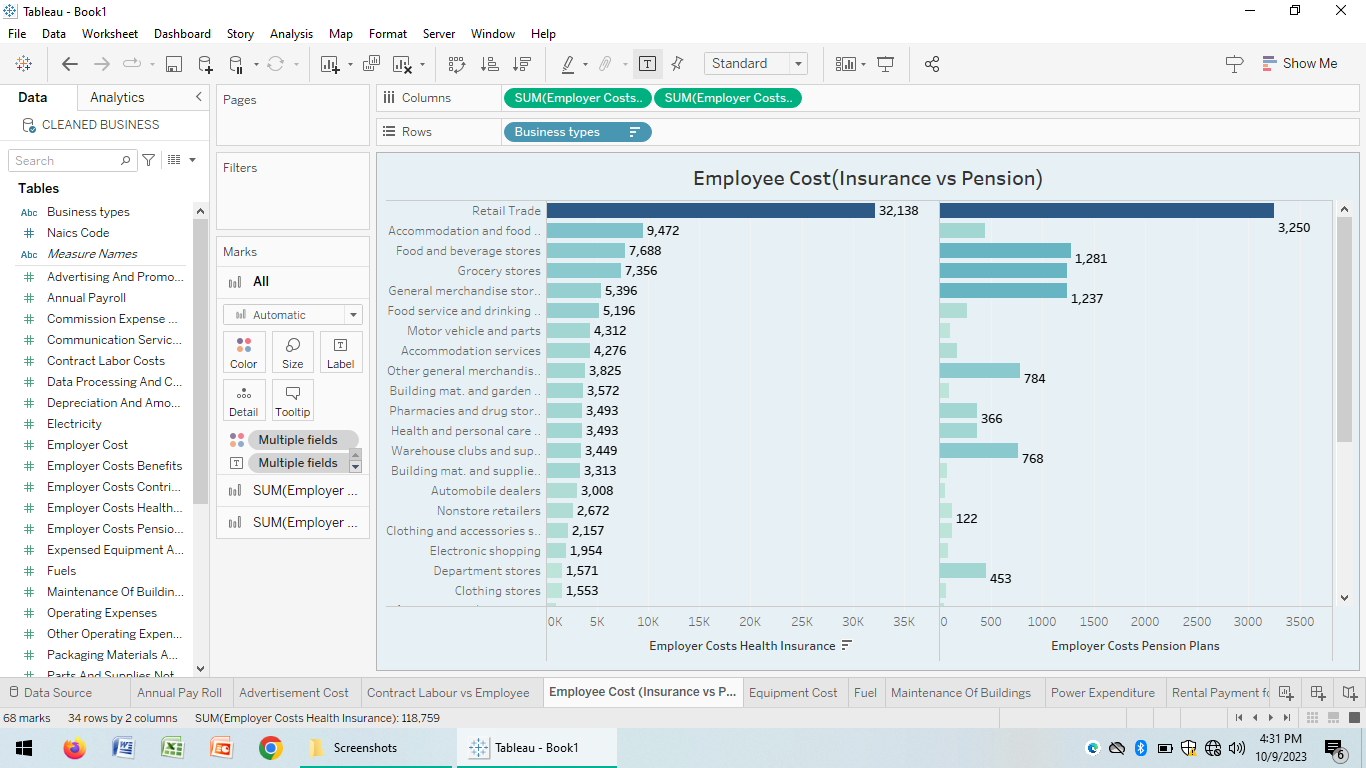 Tableau - Book1
File Data Worksheet Dashboard Story Analysis Map Format Server Window Help
Standard
Show Me
Data
Analytics
CLEANED BUSINESS
Search
Tables
Abc Business types
# Naics Code
Abc Measure Names
# Advertising And Promo...
# Annual Payroll
# Commission Expense ...
# Communication Servic...
# Contract Labor Costs
# Data Processing And C...
# Depreciation And Amo...
# Electricity
# Employer Cost
# Employer Costs Benefits
# Employer Costs Contri...
# Employer Costs Health...
# Employer Costs Pensio...
# Expensed Equipment A...
# Fuels
# Maintenance Of Buildin...
# Operating Expenses
# Other Operating Expen...
# Packaging Materials A...
# Parts And Supplies Not
Pages
Filters
Marks
All
Automatic
Color Size Label
Detail Tooltip
Multiple fields
Multiple fields
SUM(Employer ...
SUM(Employer ...
Columns SUM(Employer Costs.. SUM(Employer Costs..
Rows Business types
Employee Cost(Insurance vs Pension)
Retail Trade 32,138 3,250
Accommodation and food .. 9,472
Food and beverage stores 7,688 1,281
Grocery stores 7,356
General merchandise stor.. 5,396 1,237
Food service and drinking .. 5,196
Motor vehicle and parts 4,312
Accommodation services 4,276
Other general merchandis.. 3,825 784
Building mat. and garden .. 3,572
Pharmacies and drug stor.. 3,493 366
Health and personal care .. 3,493
Warehouse clubs and sup.. 3,449 768
Building mat. and supplie.. 3,313
Automobile dealers 3,008
Nonstore retailers 2,672 122
Clothing and accessories s.. 2,157
Electronic shopping 1,954
Department stores 1,571 453
Clothing stores 1,553
0K 5K 10K 15K 20K 25K 30K 35K 0 500 1000 1500 2000 2500 3000 3500
Employer Costs Health Insurance Employer Costs Pension Plans
Data Source Annual Pay Roll Advertisement Cost Contract Labour vs Employee Employee Cost (Insurance vs P... Equipment Cost Fuel Maintenance Of Buildings Power Expenditure Rental Payment fo
68 marks 34 rows by 2 columns SUM(Employer Costs Health Insurance): 118,759
Screenshots Tableau - Book1
4:31 PM
10/9/2023
6